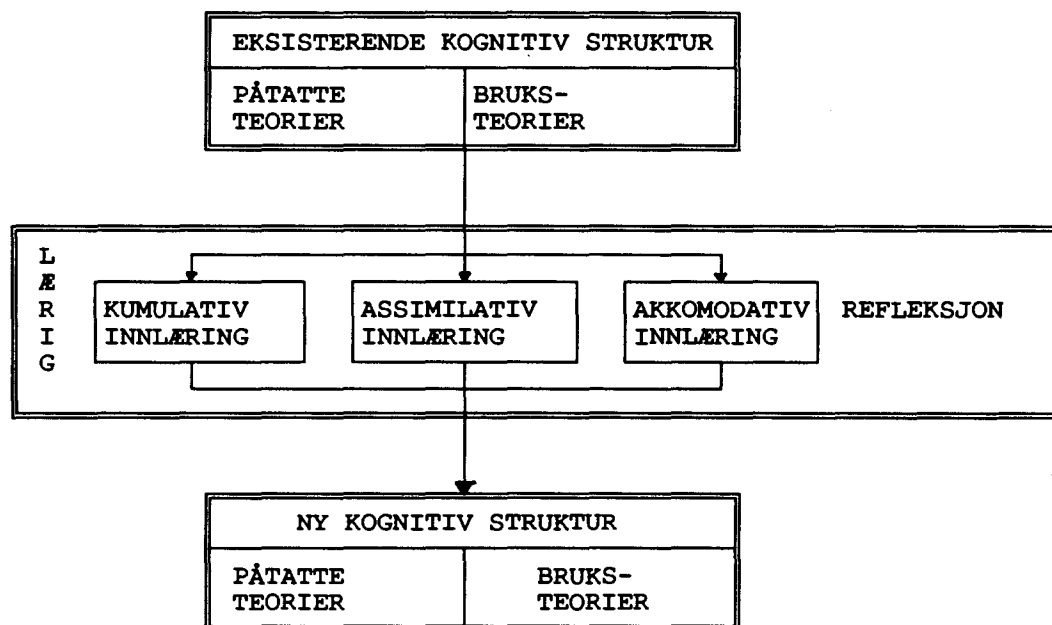 EKSISTERENDE KOGNITIV STRUKTUR
PÅTATTE
TEORIER
BRUKS-
TEORIER
L
Æ
R
I
G
KUMULATIV
INNLÆRING
ASSIMILATIV
INNLÆRING
AKKOMODATIV
INNLÆRING
REFLEKSJON
NY KOGNITIV STRUKTUR
PÅTATTE
TEORIER
BRUKS-
TEORIER